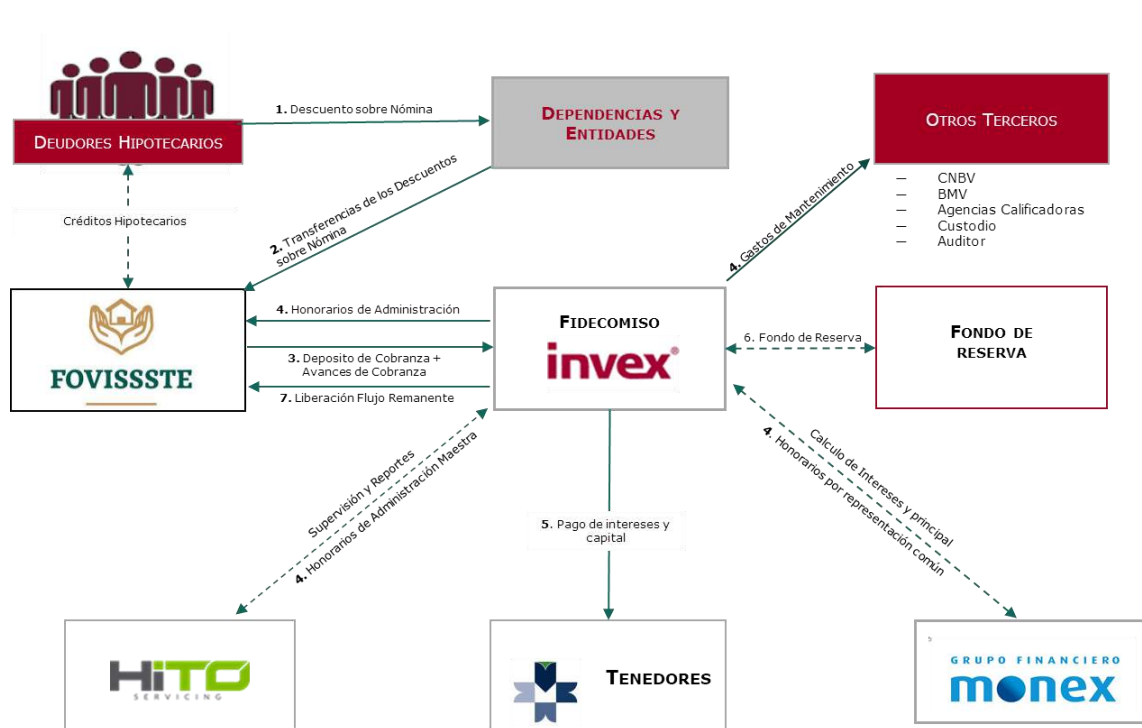 DEUDORES HIPOTECARIOS
1. Descuento sobre Nómina
DEPENDENCIAS Y
ENTIDADES
OTROS TERCEROS
— CNBV
— BMV
— Agencias Calificadoras
— Custodio
— Auditor
Créditos Hipotecarios
2. Transferencias de los Descuentos
sobre Nómina
4. Gastos de Mantenimiento
FOVISSSTE
4. Honorarios de Administración
3. Deposito de Cobranza +
Avances de Cobranza
7. Liberación Flujo Remanente
FIDECOMISO
invex®
6. Fondo de Reserva
FONDO DE
RESERVA
Supervisión y Reportes
4. Honorarios de Administración Maestra
5. Pago de intereses y
capital
Calculo de Intereses y principal
4. Honorarios por representación común
HiTO
SERVICING
TENEDORES
5
GRUPO FINANCIERO
monex